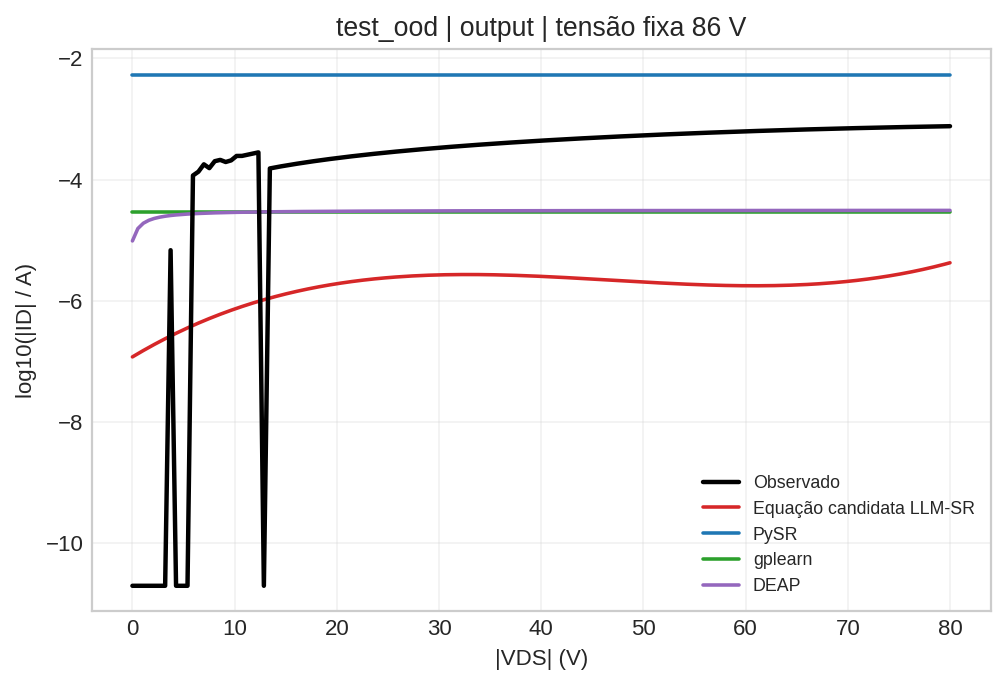 test_ood | output | tensão fixa 86 V
log10(|ID| / A)
−2
−4
−6
−8
−10
0 10 20 30 40 50 60 70 80
|VDS| (V)
Observado
Equação candidata LLM-SR
PySR
gplearn
DEAP